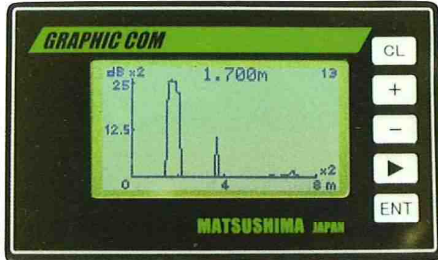 GRAPHIC COM
dB x2 1.700m 13
25
12.5
x2
0 4 8 m
MATSUSHIMA JAPAN
CL
+
−
▶
ENT